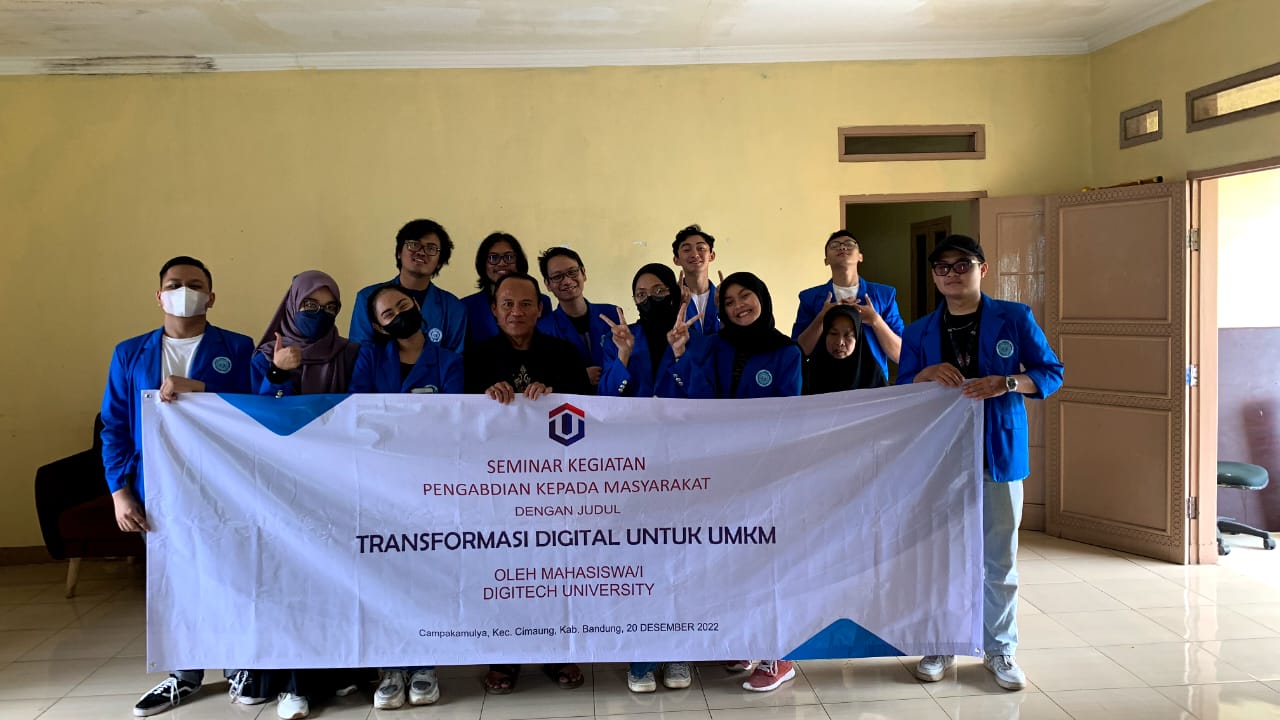 SEMINAR KEGIATAN
PENGABDIAN KEPADA MASYARAKAT
DENGAN JUDUL
TRANSFORMASI DIGITAL UNTUK UMKM
OLEH MAHASISWA/I
DIGITECH UNIVERSITY
Campakamulya, Kec. Cimaung, Kab. Bandung, 20 DESEMBER 2022